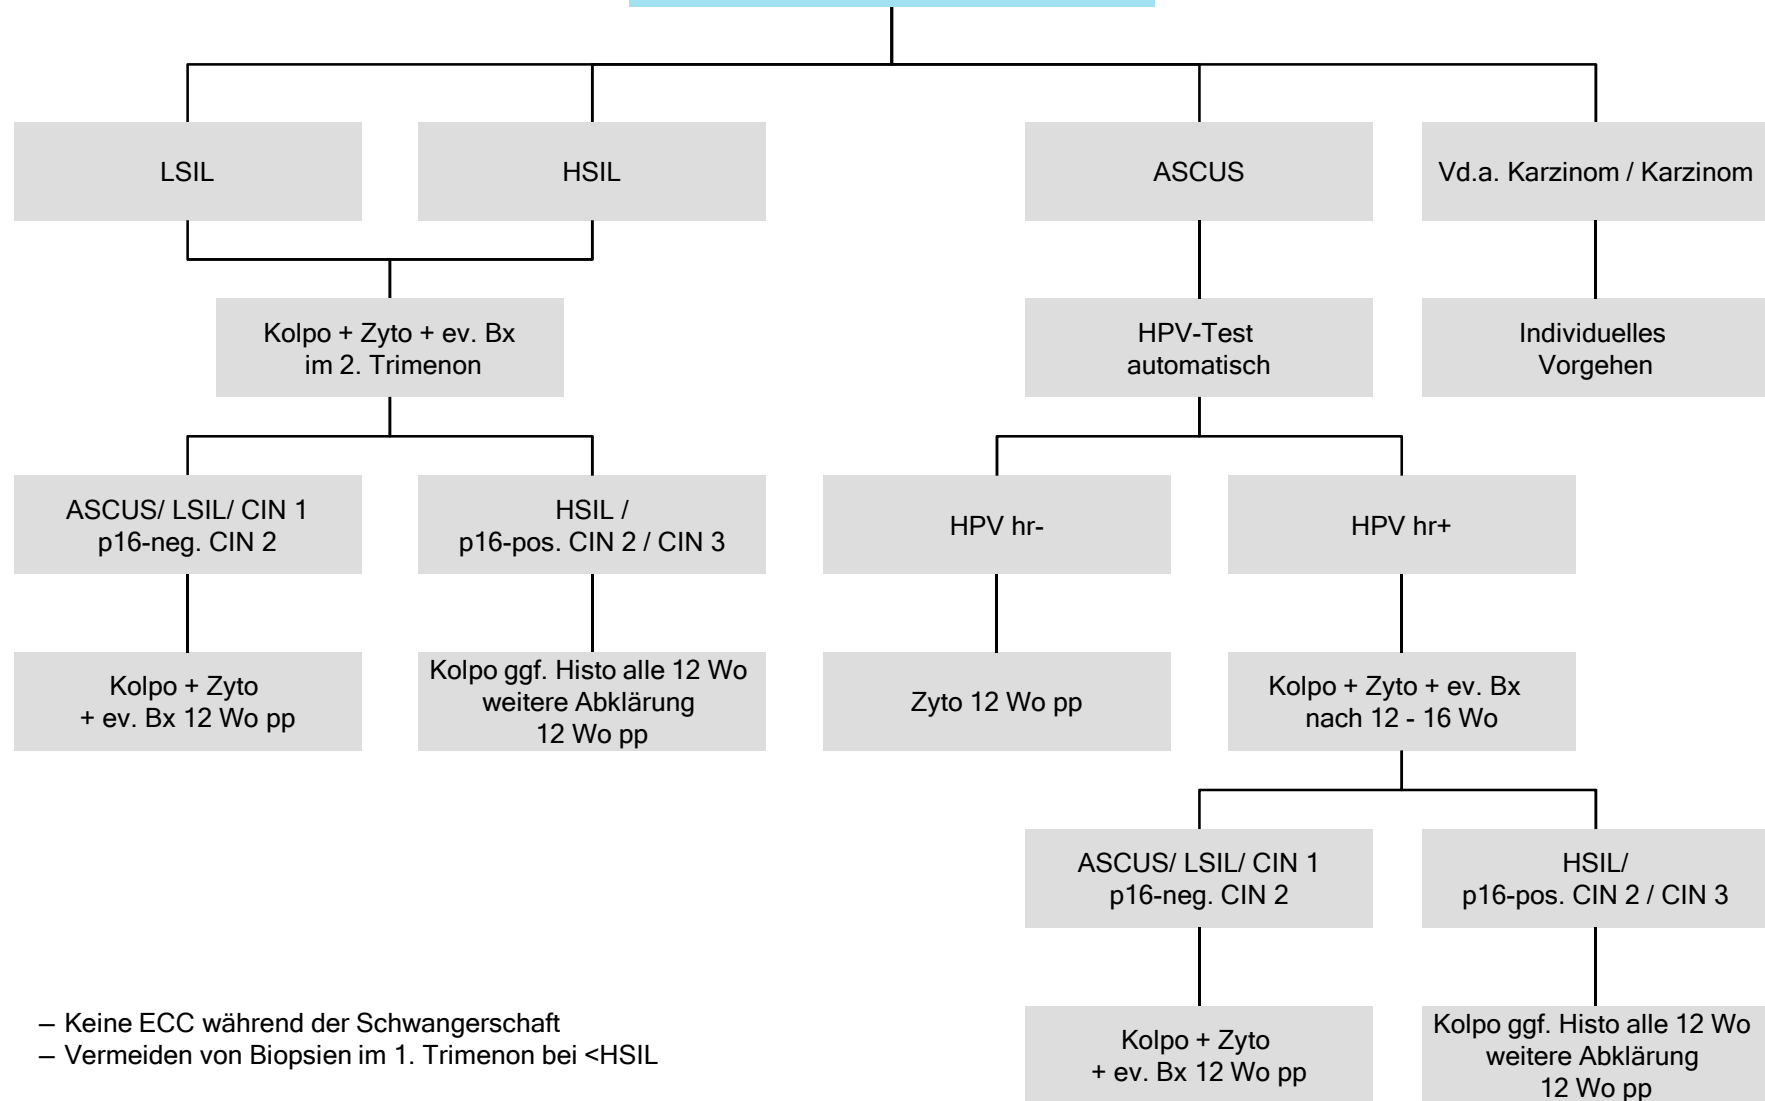 LSIL
HSIL
ASCUS
Vd.a. Karzinom / Karzinom
Kolpo + Zyto + ev. Bx
im 2. Trimenon
HPV-Test
automatisch
Individuelles
Vorgehen
ASCUS/ LSIL/ CIN 1
p16-neg. CIN 2
HSIL /
p16-pos. CIN 2 / CIN 3
HPV hr-
HPV hr+
Kolpo + Zyto
+ ev. Bx 12 Wo pp
Kolpo ggf. Histo alle 12 Wo
weitere Abklärung
12 Wo pp
Zyto 12 Wo pp
Kolpo + Zyto + ev. Bx
nach 12 - 16 Wo
ASCUS/ LSIL/ CIN 1
p16-neg. CIN 2
HSIL/
p16-pos. CIN 2 / CIN 3
Kolpo + Zyto
+ ev. Bx 12 Wo pp
Kolpo ggf. Histo alle 12 Wo
weitere Abklärung
12 Wo pp
– Keine ECC während der Schwangerschaft
– Vermeiden von Biopsien im 1. Trimenon bei <HSIL